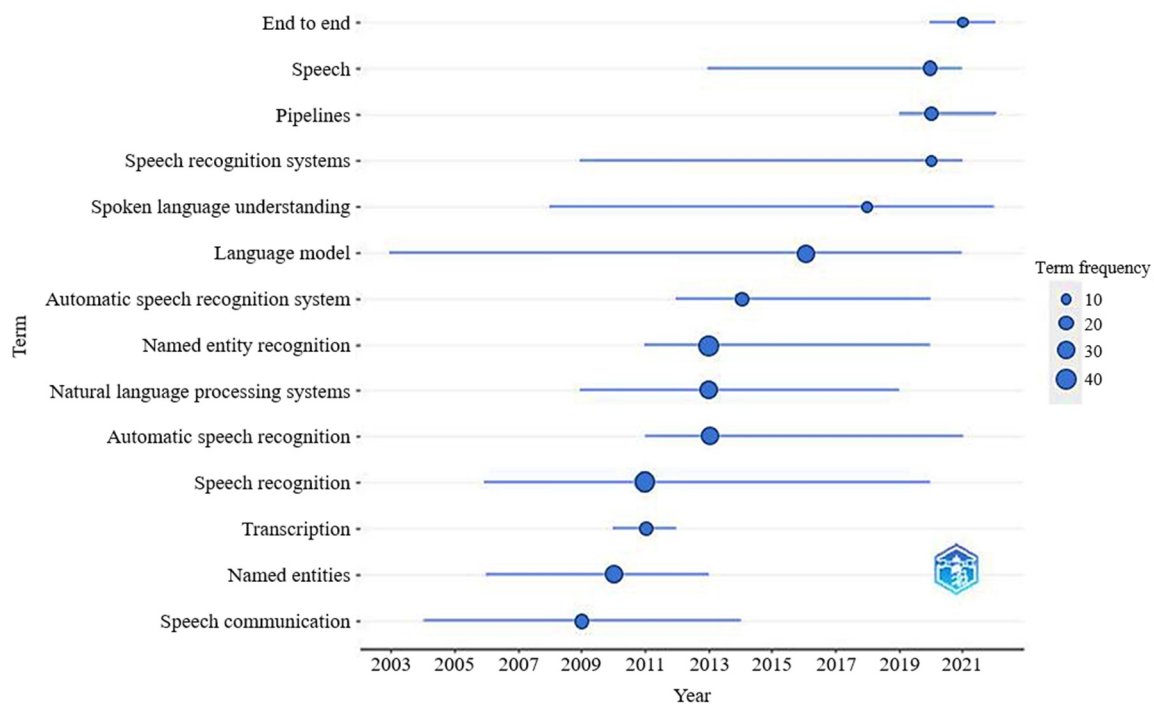 End to end
Speech
Pipelines
Speech recognition systems
Spoken language understanding
Language model
Automatic speech recognition system
Named entity recognition
Natural language processing systems
Automatic speech recognition
Speech recognition
Transcription
Named entities
Speech communication
Term
2003 2005 2007 2009 2011 2013 2015 2017 2019 2021
Year
Term frequency
10
20
30
40